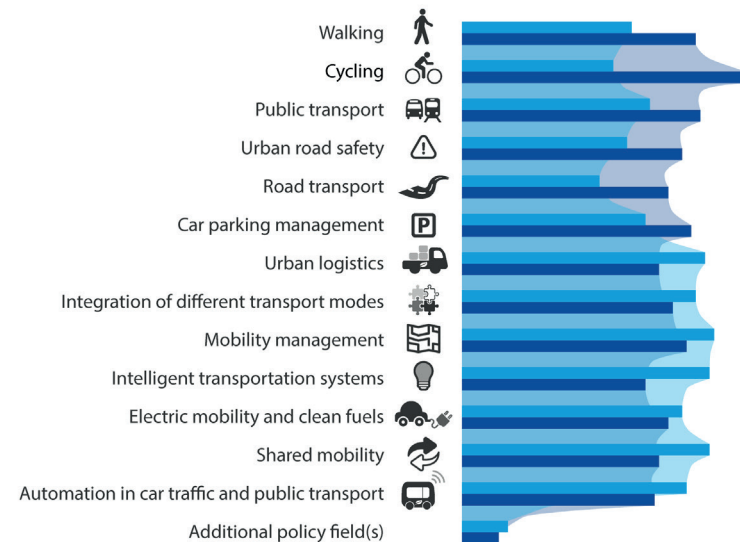 Walking
Cycling
Public transport
Urban road safety
Road transport
Car parking management
P
Urban logistics
Integration of different transport modes
Mobility management
Intelligent transportation systems
Electric mobility and clean fuels
Shared mobility
Automation in car traffic and public transport
Additional policy field(s)